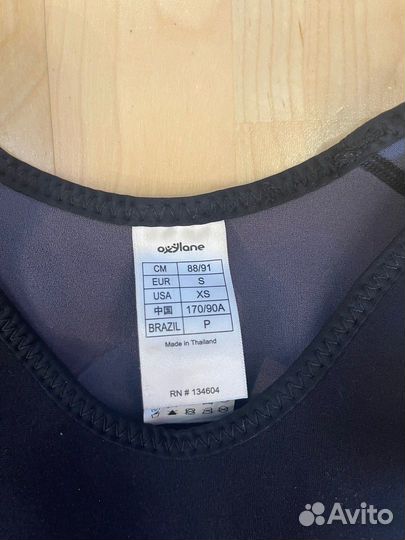 oxylane
CM 88/91
EUR S
USA XS
中国 170/90A
BRAZIL P
Made in Thailand
RN # 134604
Avito